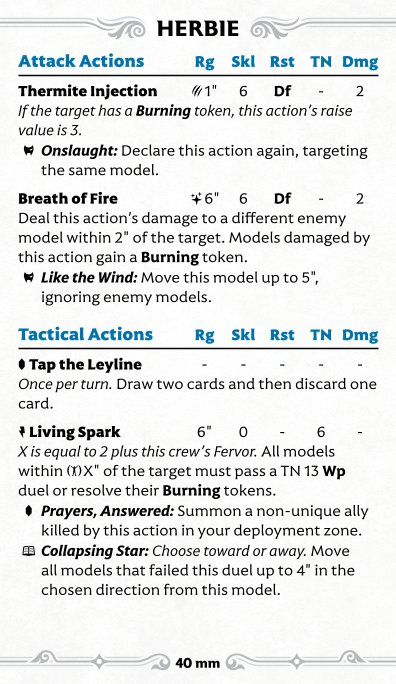 HERBIE
Attack Actions Rg Skl Rst TN Dmg
Thermite Injection 1" 6 Df - 2
If the target has a Burning token, this action's raise
value is 3.
Onslaught: Declare this action again, targeting
the same model.
Breath of Fire 6" 6 Df - 2
Deal this action's damage to a different enemy
model within 2" of the target. Models damaged by
this action gain a Burning token.
Like the Wind: Move this model up to 5",
ignoring enemy models.
Tactical Actions Rg Skl Rst TN Dmg
Tap the Leyline - - - - -
Once per turn. Draw two cards and then discard one
card.
Living Spark 6" 0 - 6 -
X is equal to 2 plus this crew's Fervor. All models
within X" of the target must pass a TN 13 Wp
duel or resolve their Burning tokens.
Prayers, Answered: Summon a non-unique ally
killed by this action in your deployment zone.
Collapsing Star: Choose toward or away. Move
all models that failed this duel up to 4" in the
chosen direction from this model.
40 mm